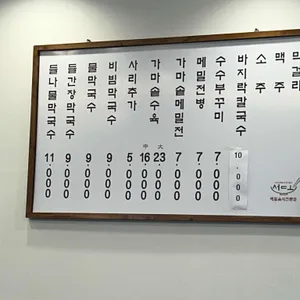 들나물막국수
11.000
들간장막국수
9.000
물막국수
9.000
비빔막국수
9.000
사리추가
5.000
가마솥수육
中 16.000
大 23.000
가마솥메밀전
7.000
메밀전병
7.000
수수부꾸미
7.000
바지락칼국수
10.000
소주
맥주
막걸리